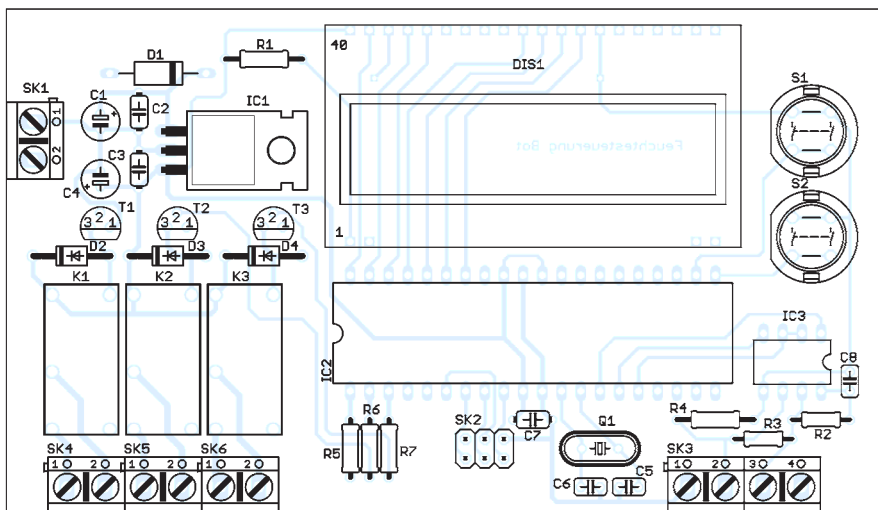 40
DIS1
D1
R1
S1
SK1
C1
C2
IC1
1
2
C3
C4
Feuchtesteuerung Bot
S2
T1
T2
T3
3 2 1
3 2 1
3 2 1
1
D2
D3
D4
K1
K2
K3
IC3
IC2
C8
R6
R5
R7
SK2
C7
Q1
R4
R3
R2
SK4
SK5
SK6
SK3
C6
C5
1 2
1 2
1 2
1 2 3 4